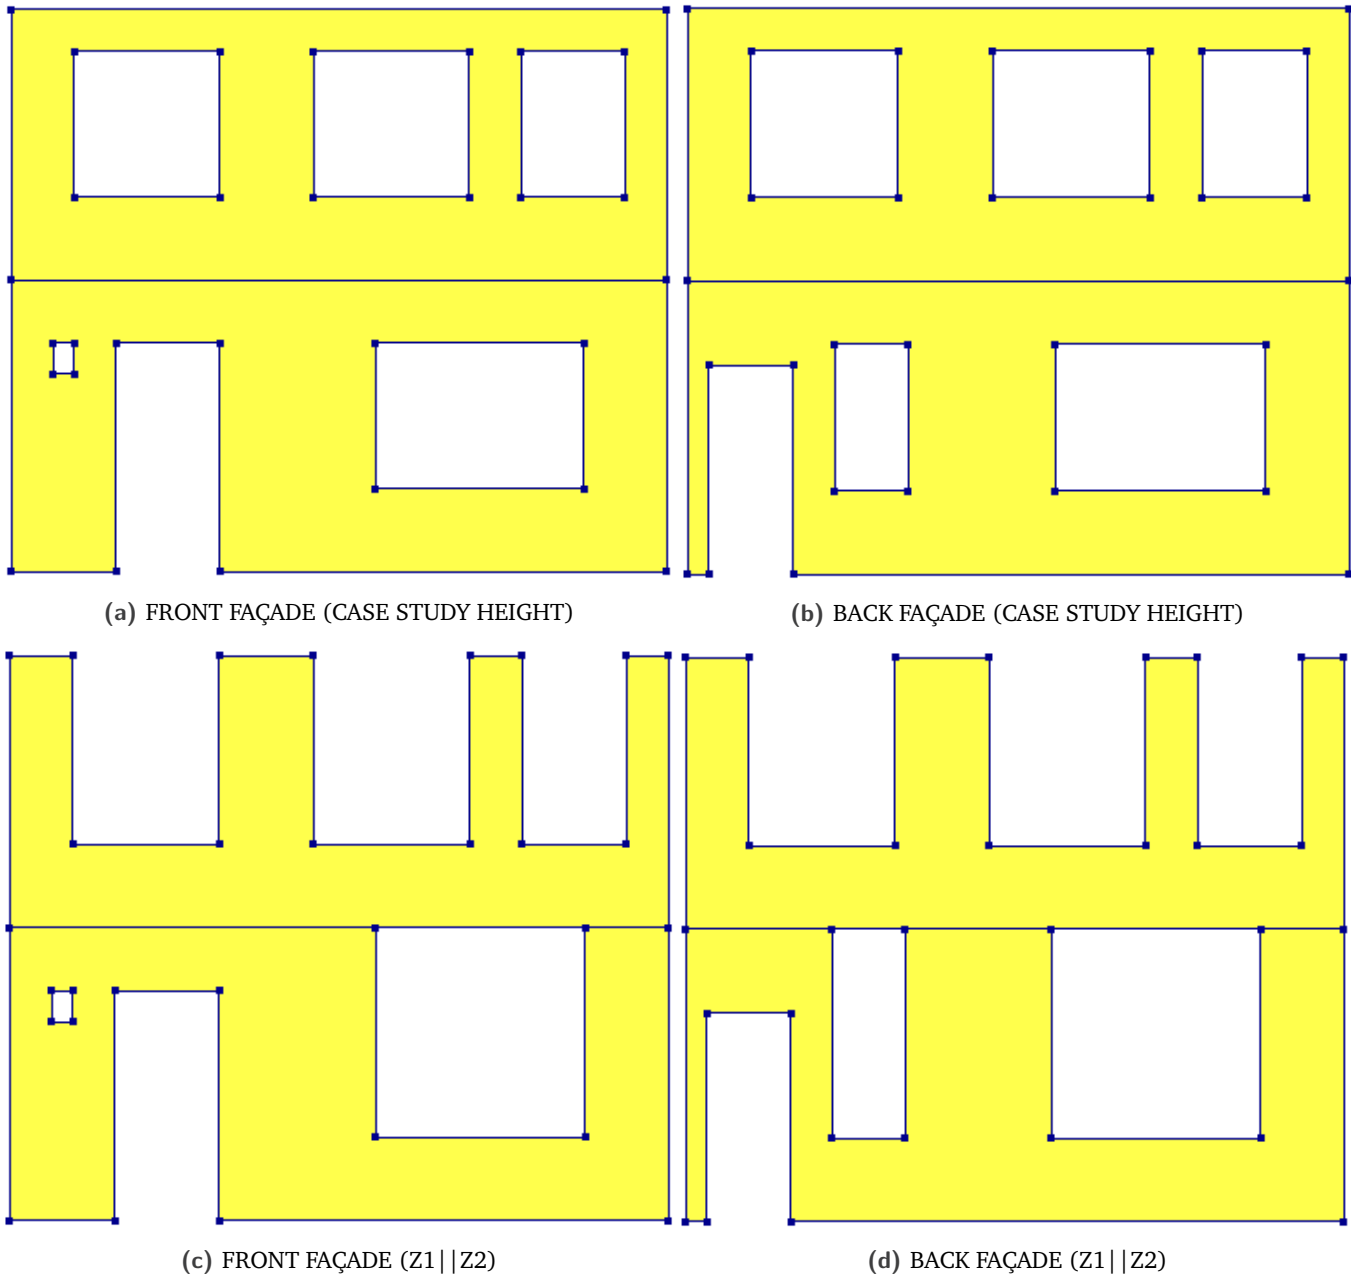 (a) FRONT FAÇADE (CASE STUDY HEIGHT)
(b) BACK FAÇADE (CASE STUDY HEIGHT)
(c) FRONT FAÇADE (Z1||Z2)
(d) BACK FAÇADE (Z1||Z2)